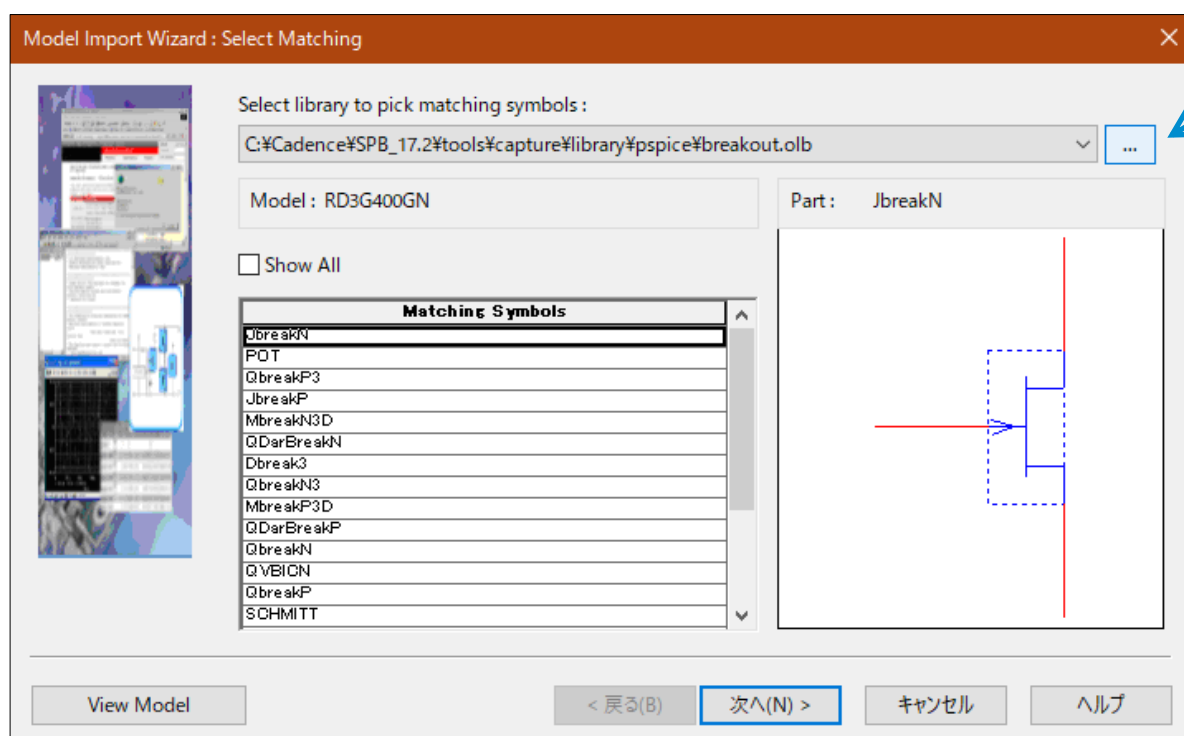 Model Import Wizard : Select Matching
Select library to pick matching symbols :
C:¥Cadence¥SPB_17.2¥tools¥capture¥library¥pspice¥breakout.olb
...
Model : RD3G400GN
Part : JbreakN
Show All
Matching Symbols
JbreakN
POT
QbreakP3
JbreakP
MbreakN3D
QDarBreakN
Dbreak3
QbreakN3
MbreakP3D
QDarBreakP
QbreakN
QVBICN
QbreakP
SCHMITT
View Model
< 戻る(B)
次へ(N) >
キャンセル
ヘルプ